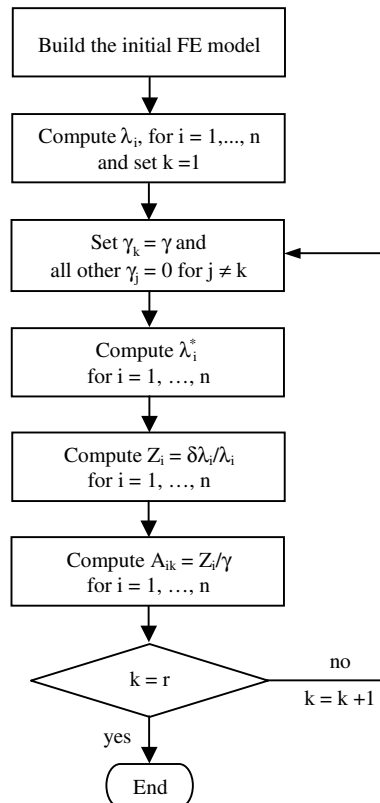 Build the initial FE model
Compute λᵢ, for i = 1,..., n
and set k =1
Set γₖ = γ and
all other γⱼ = 0 for j ≠ k
Compute λᵢ*
for i = 1, …, n
Compute Zᵢ = δλᵢ/λᵢ
for i = 1, …, n
Compute Aᵢₖ = Zᵢ/γ
for i = 1, …, n
k = r
no
k = k +1
yes
End